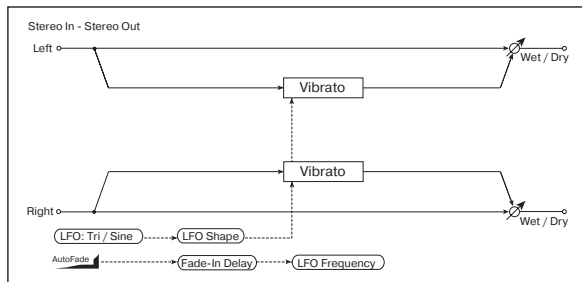 Stereo In - Stereo Out
Left
Wet / Dry
Vibrato
Vibrato
Right
Wet / Dry
LFO: Tri / Sine
LFO Shape
AutoFade
Fade-In Delay
LFO Frequency